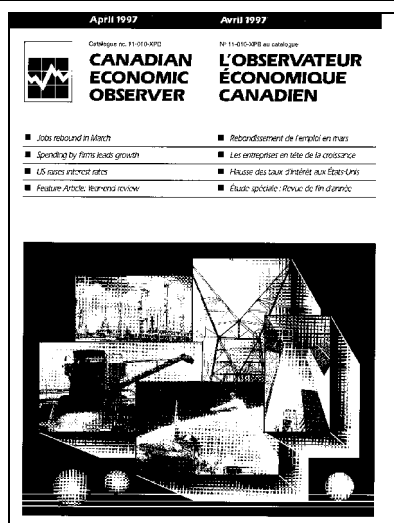 April 1997
Avril 1997
Catalogue no. 11-010-XPB
N° 11-010-XPB au catalogue
CANADIAN
ECONOMIC
OBSERVER
L'OBSERVATEUR
ÉCONOMIQUE
CANADIEN
■ Jobs rebound in March
■ Spending by firms leads growth
■ US raises interest rates
■ Feature Article: Year-end review
■ Rebondissement de l'emploi en mars
■ Les entreprises en tête de la croissance
■ Hausse des taux d'intérêt aux États-Unis
■ Étude spéciale : Revue de fin d'année